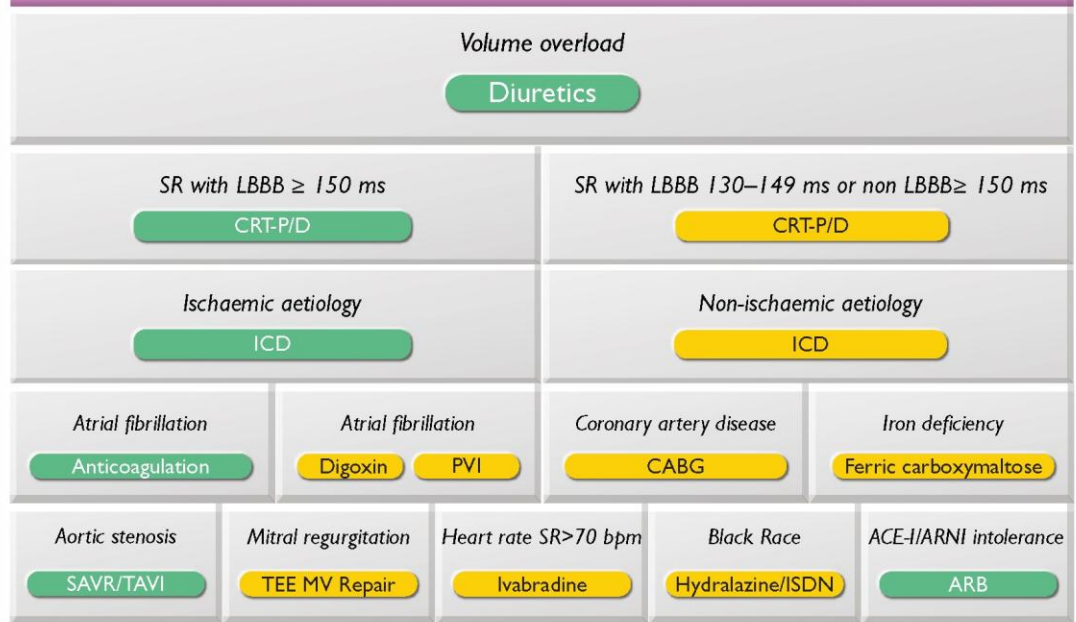 Volume overload
Diuretics
SR with LBBB ≥ 150 ms
SR with LBBB 130–149 ms or non LBBB≥ 150 ms
CRT-P/D
CRT-P/D
Ischaemic aetiology
Non-ischaemic aetiology
ICD
ICD
Atrial fibrillation
Atrial fibrillation
Coronary artery disease
Iron deficiency
Anticoagulation
Digoxin
PVI
CABG
Ferric carboxymaltose
Aortic stenosis
Mitral regurgitation
Heart rate SR>70 bpm
Black Race
ACE-I/ARNI intolerance
SAVR/TAVI
TEE MV Repair
Ivabradine
Hydralazine/ISDN
ARB